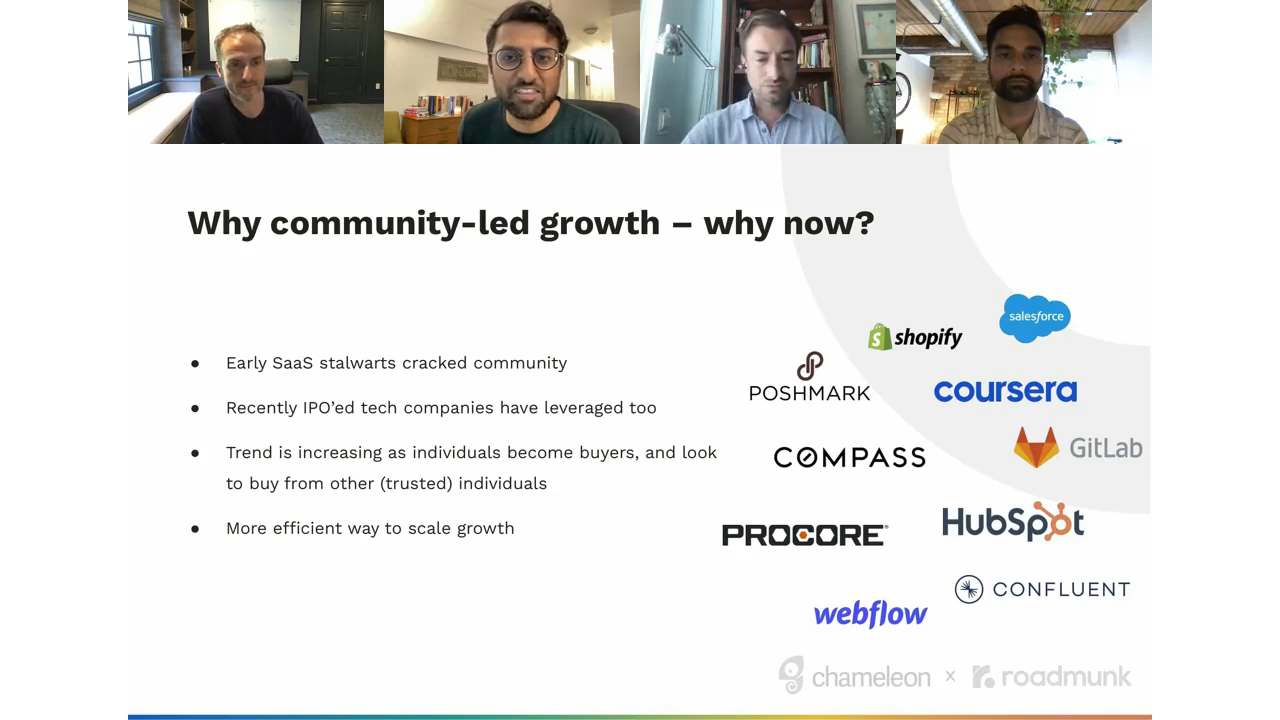 Why community-led growth – why now?
● Early SaaS stalwarts cracked community
● Recently IPO’ed tech companies have leveraged too
● Trend is increasing as individuals become buyers, and look
to buy from other (trusted) individuals
● More efficient way to scale growth
salesforce
shopify
POSHMARK
coursera
COMPASS
GitLab
PROCORE®
HubSpot
CONFLUENT
webflow
chameleon x roadmunk